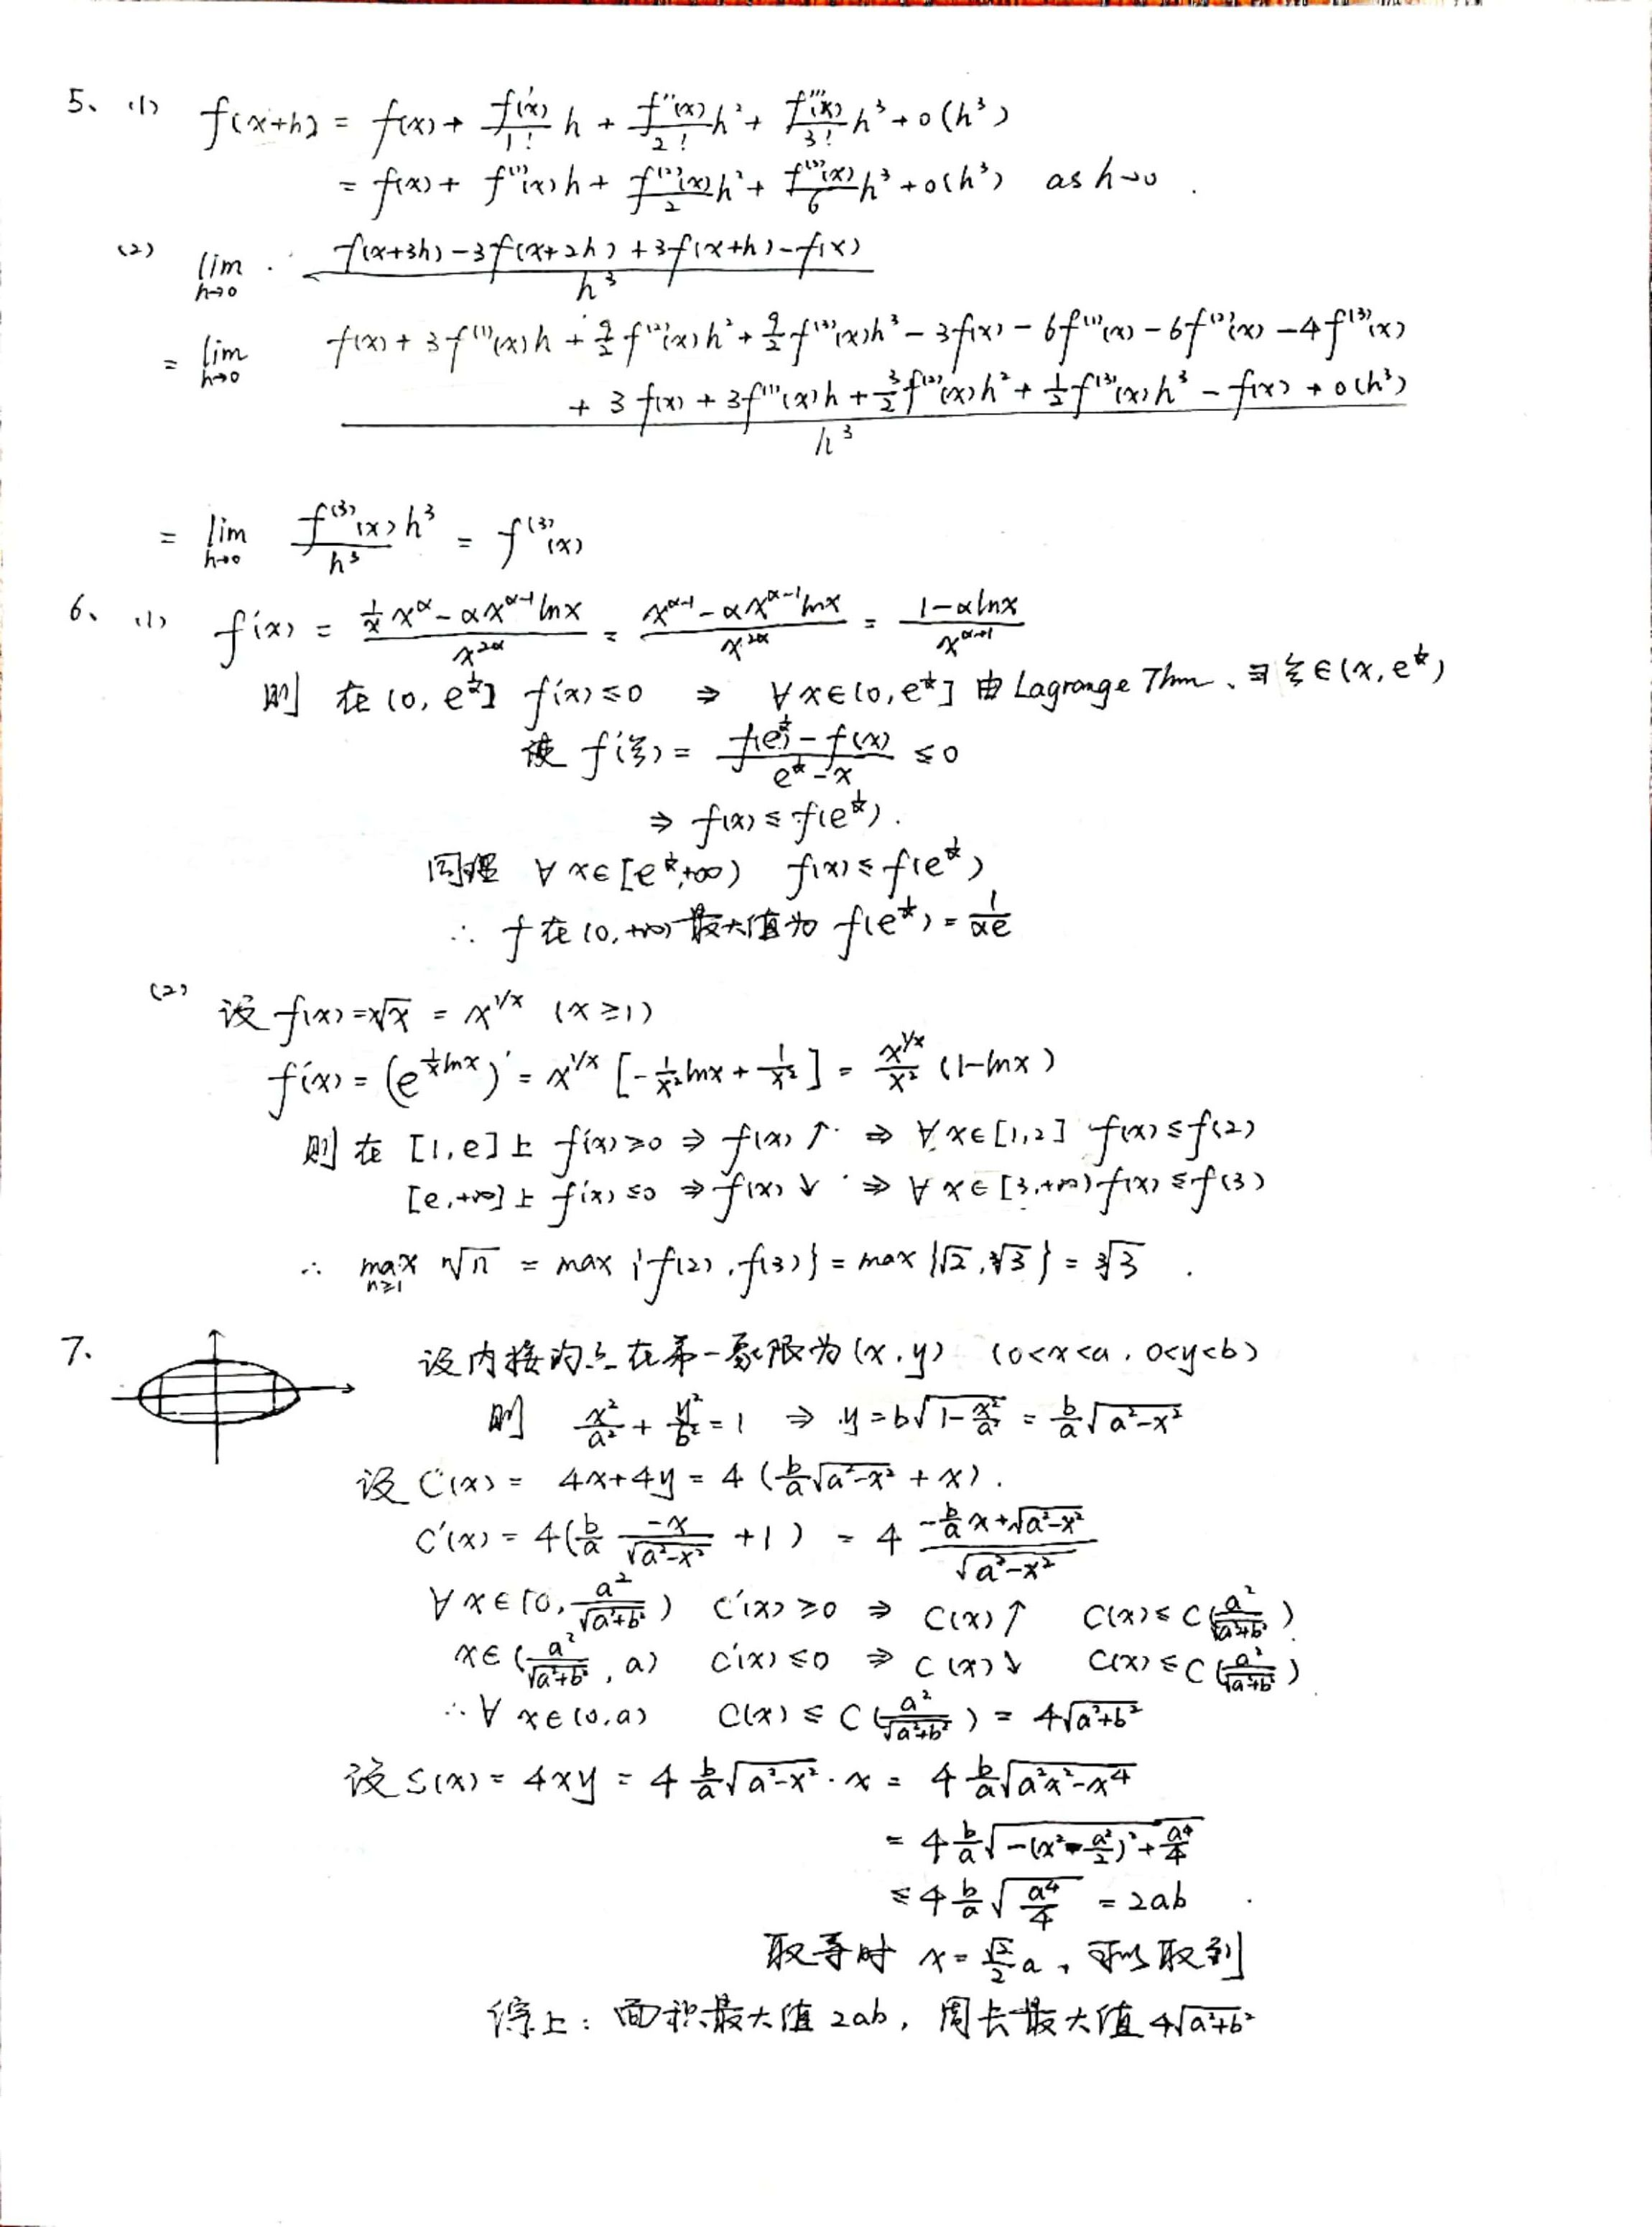 5、(1) f(x+h) = f(x) + f'(x)/1! h + f''(x)/2! h² + f'''(x)/3! h³ + o(h³)
= f(x) + f⁽¹⁾(x)h + f⁽²⁾(x)/2 h² + f⁽³⁾(x)/6 h³ + o(h³) as h→0.
(2) lim_{h→0} (f(x+3h)-3f(x+2h)+3f(x+h)-f(x))/h³
= lim_{h→0} (f(x)+3f⁽¹⁾(x)h+9/2 f⁽²⁾(x)h²+9/2 f⁽³⁾(x)h³-3f(x)-6f⁽¹⁾(x)-6f⁽²⁾(x)-4f⁽³⁾(x)
+3f(x)+3f⁽¹⁾(x)h+3/2 f⁽²⁾(x)h²+1/2 f⁽³⁾(x)h³-f(x)+o(h³))/h³
= lim_{h→0} f⁽³⁾(x)h³/h³ = f⁽³⁾(x)
6、(1) f'(x) = (1/x x^α - αx^{α-1}lnx)/x^{2α} = (x^{α-1} - αx^{α-1}lnx)/x^{2α} = (1-αlnx)/x^{α+1}
则 在(0, e^{1/α}] f'(x)≤0 ⇒ ∀x∈(0, e^{1/α}] 由 Lagrange Thm、∃ξ∈(x, e^{1/α})
使 f'(ξ) = (f(e^{1/α})-f(x))/(e^{1/α}-x) ≤0
⇒ f(x)≤f(e^{1/α}).
同理 ∀x∈[e^{1/α},+∞) f(x)≤f(e^{1/α})
∴ f在(0,+∞)最大值为 f(e^{1/α}) = 1/(αe)
(2) 设 f(x) = ˣ√x = x^{1/x} (x≥1)
f'(x) = (e^{1/x lnx})' = x^{1/x}[-1/x² lnx + 1/x²] = x^{1/x}/x² (1-lnx)
则 在 [1,e]上 f'(x)≥0 ⇒ f(x)↑ ⇒ ∀x∈[1,2] f(x)≤f(2)
[e,+∞]上 f'(x)≤0 ⇒ f(x)↓ ⇒ ∀x∈[3,+∞) f(x)≤f(3)
∴ max_{n≥1} ⁿ√n = max{f(2),f(3)} = max{√2,³√3} = ³√3.
7、 设内接的点在第一象限为(x,y) (0<x<a,0<y<b)
则 x²/a² + y²/b² = 1 ⇒ y = b√(1-x²/a²) = b/a √(a²-x²)
设 C(x) = 4x+4y = 4(b/a √(a²-x²) + x).
C'(x) = 4(b/a · -x/√(a²-x²) + 1) = 4 (-b/a x+√(a²-x²))/√(a²-x²)
∀x∈[0, a²/√(a²+b²)) C'(x)≥0 ⇒ C(x)↑ C(x)≤C(a²/√(a²+b²))
x∈(a²/√(a²+b²), a) C'(x)≤0 ⇒ C(x)↓ C(x)≤C(a²/√(a²+b²))
∴∀x∈(0,a) C(x)≤C(a²/√(a²+b²)) = 4√(a²+b²)
设 S(x) = 4xy = 4 b/a √(a²-x²)·x = 4 b/a √(a²x²-x⁴)
= 4 b/a √(-(x²-a²/2)²+a⁴/4)
≤ 4 b/a √(a⁴/4) = 2ab
取等时 x = √2/2 a, 可以取到
综上: 面积最大值 2ab, 周长最大值 4√(a²+b²)